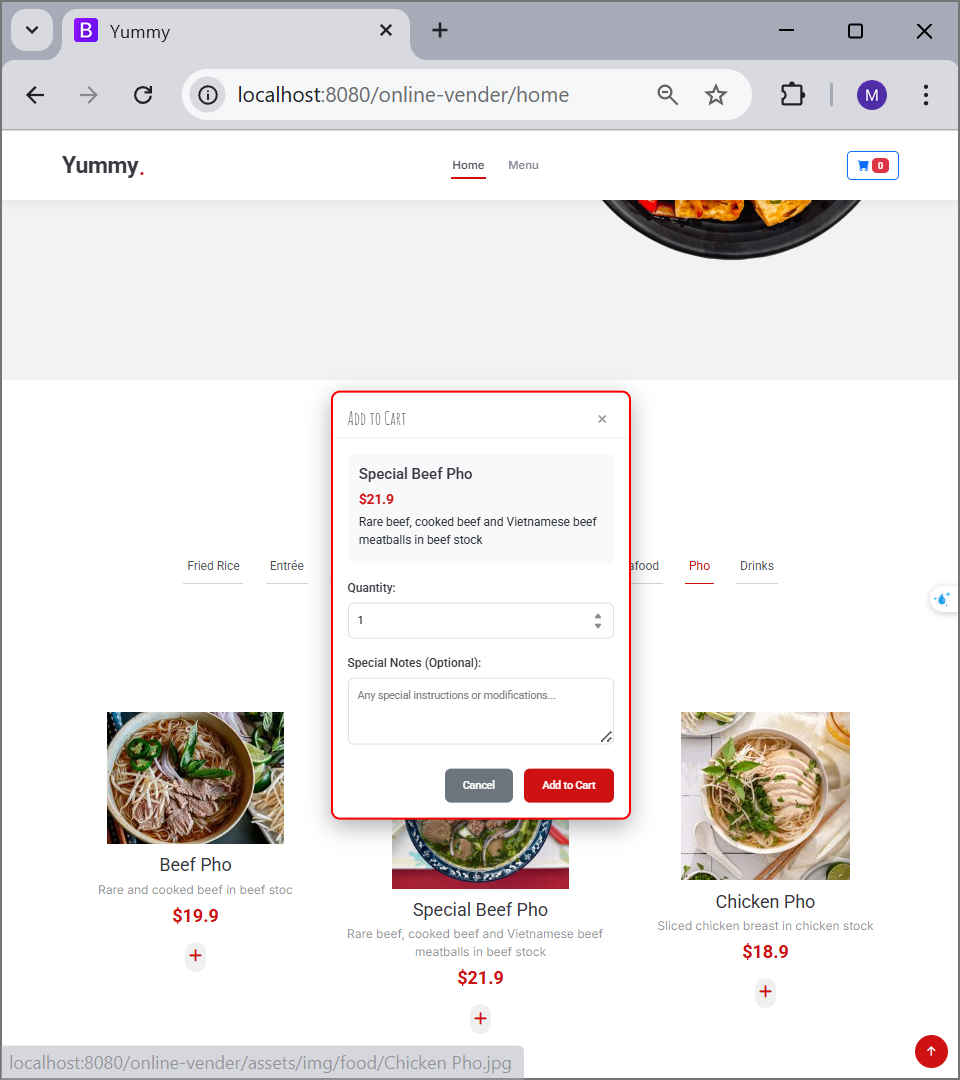 B Yummy
localhost:8080/online-vender/home
M
Yummy.
Home Menu
0
Add to Cart ×
Special Beef Pho
$21.9
Rare beef, cooked beef and Vietnamese beef
meatballs in beef stock
Fried Rice Entrée afood Pho Drinks
Quantity:
1
Special Notes (Optional):
Any special instructions or modifications...
Cancel Add to Cart
Beef Pho
Rare and cooked beef in beef stoc
$19.9
+
Special Beef Pho
Rare beef, cooked beef and Vietnamese beef
meatballs in beef stock
$21.9
+
Chicken Pho
Sliced chicken breast in chicken stock
$18.9
+
localhost:8080/online-vender/assets/img/food/Chicken Pho.jpg